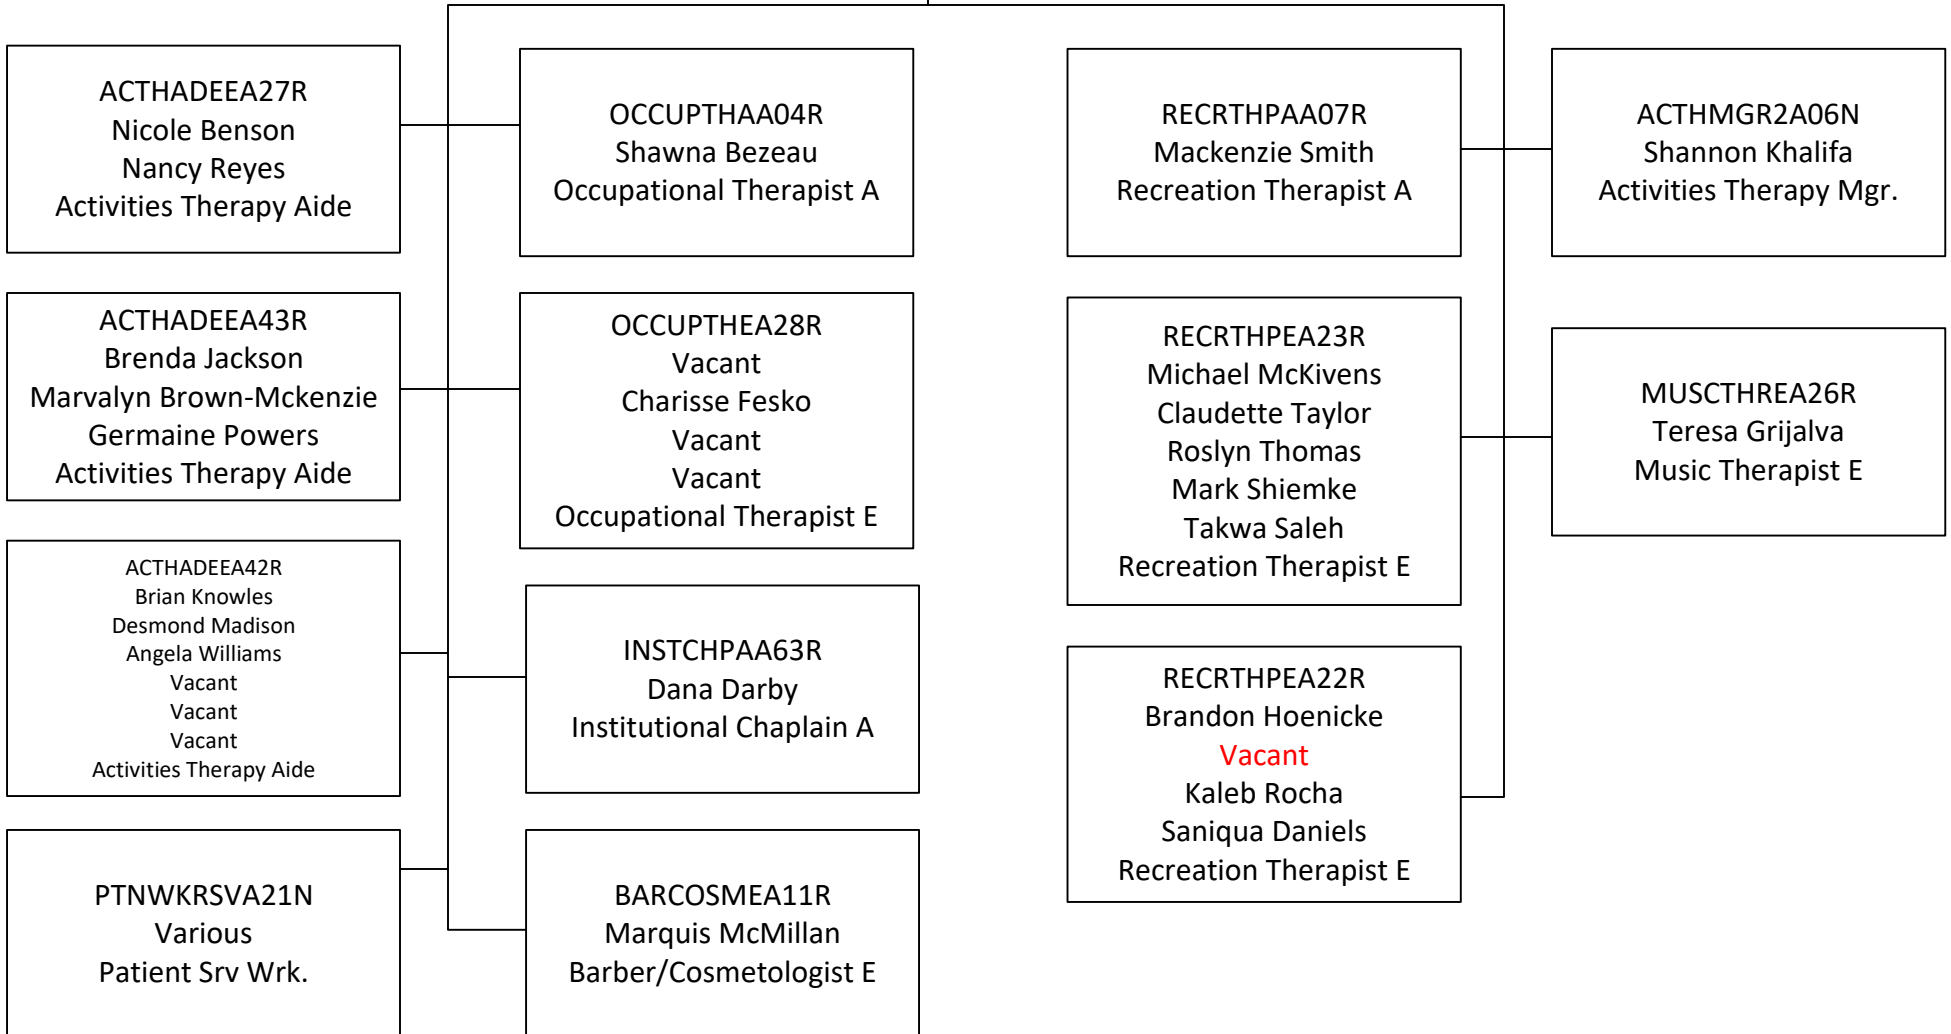 ACTHADEEA27R
Nicole Benson
Nancy Reyes
Activities Therapy Aide
OCCUPTHAA04R
Shawna Bezeau
Occupational Therapist A
RECRTHPAA07R
Mackenzie Smith
Recreation Therapist A
ACTHMGR2A06N
Shannon Khalifa
Activities Therapy Mgr.
ACTHADEEA43R
Brenda Jackson
Marvalyn Brown-Mckenzie
Germaine Powers
Activities Therapy Aide
OCCUPTHEA28R
Vacant
Charisse Fesko
Vacant
Vacant
Occupational Therapist E
RECRTHPEA23R
Michael McKivens
Claudette Taylor
Roslyn Thomas
Mark Shiemke
Takwa Saleh
Recreation Therapist E
MUSCTHREA26R
Teresa Grijalva
Music Therapist E
ACTHADEEA42R
Brian Knowles
Desmond Madison
Angela Williams
Vacant
Vacant
Vacant
Activities Therapy Aide
INSTCHPAA63R
Dana Darby
Institutional Chaplain A
RECRTHPEA22R
Brandon Hoenicke
Vacant
Kaleb Rocha
Saniqua Daniels
Recreation Therapist E
PTNWKRSVA21N
Various
Patient Srv Wrk.
BARCOSMEA11R
Marquis McMillan
Barber/Cosmetologist E